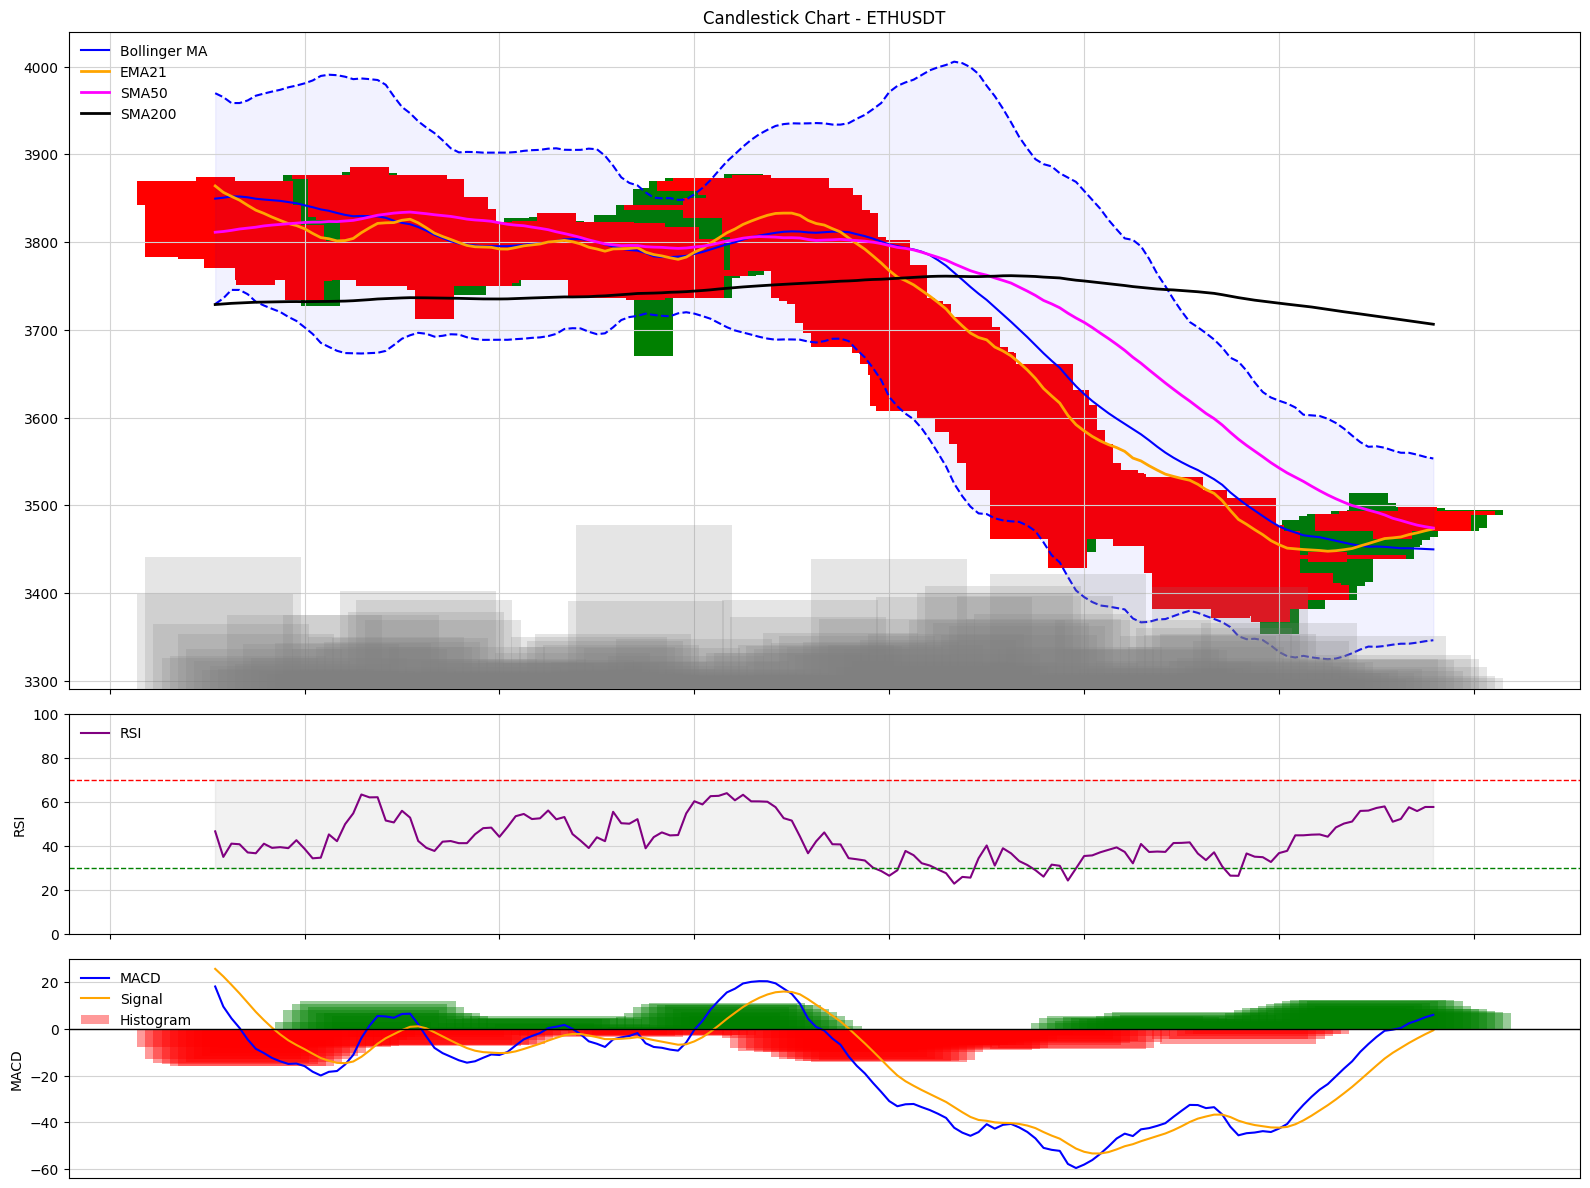 Candlestick Chart - ETHUSDT
Bollinger MA
EMA21
SMA50
SMA200
4000
3900
3800
3700
3600
3500
3400
3300
RSI
RSI
100
80
60
40
20
0
MACD
Signal
Histogram
MACD
20
0
−20
−40
−60